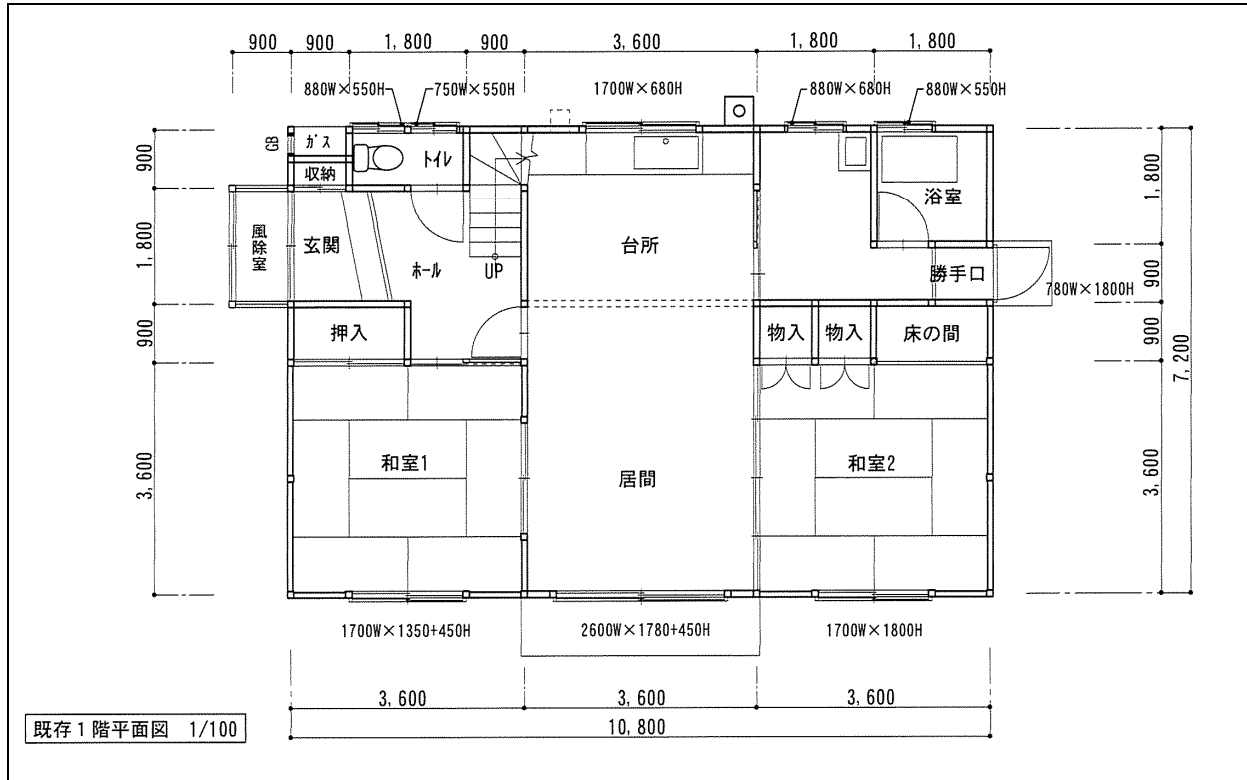 900 900 1,800 900 3,600 1,800 1,800
880W×550H 750W×550H 1700W×680H 880W×680H 880W×550H
GB ガス トイレ
収納
900 1,800 900 3,600
浴室
風除室 玄関 ホール UP 台所 勝手口
780W×1800H
押入 物入 物入 床の間
1,800 900 900 3,600 7,200
和室1 居間 和室2
1700W×1350+450H 2600W×1780+450H 1700W×1800H
3,600 3,600 3,600
10,800
既存1階平面図 1/100